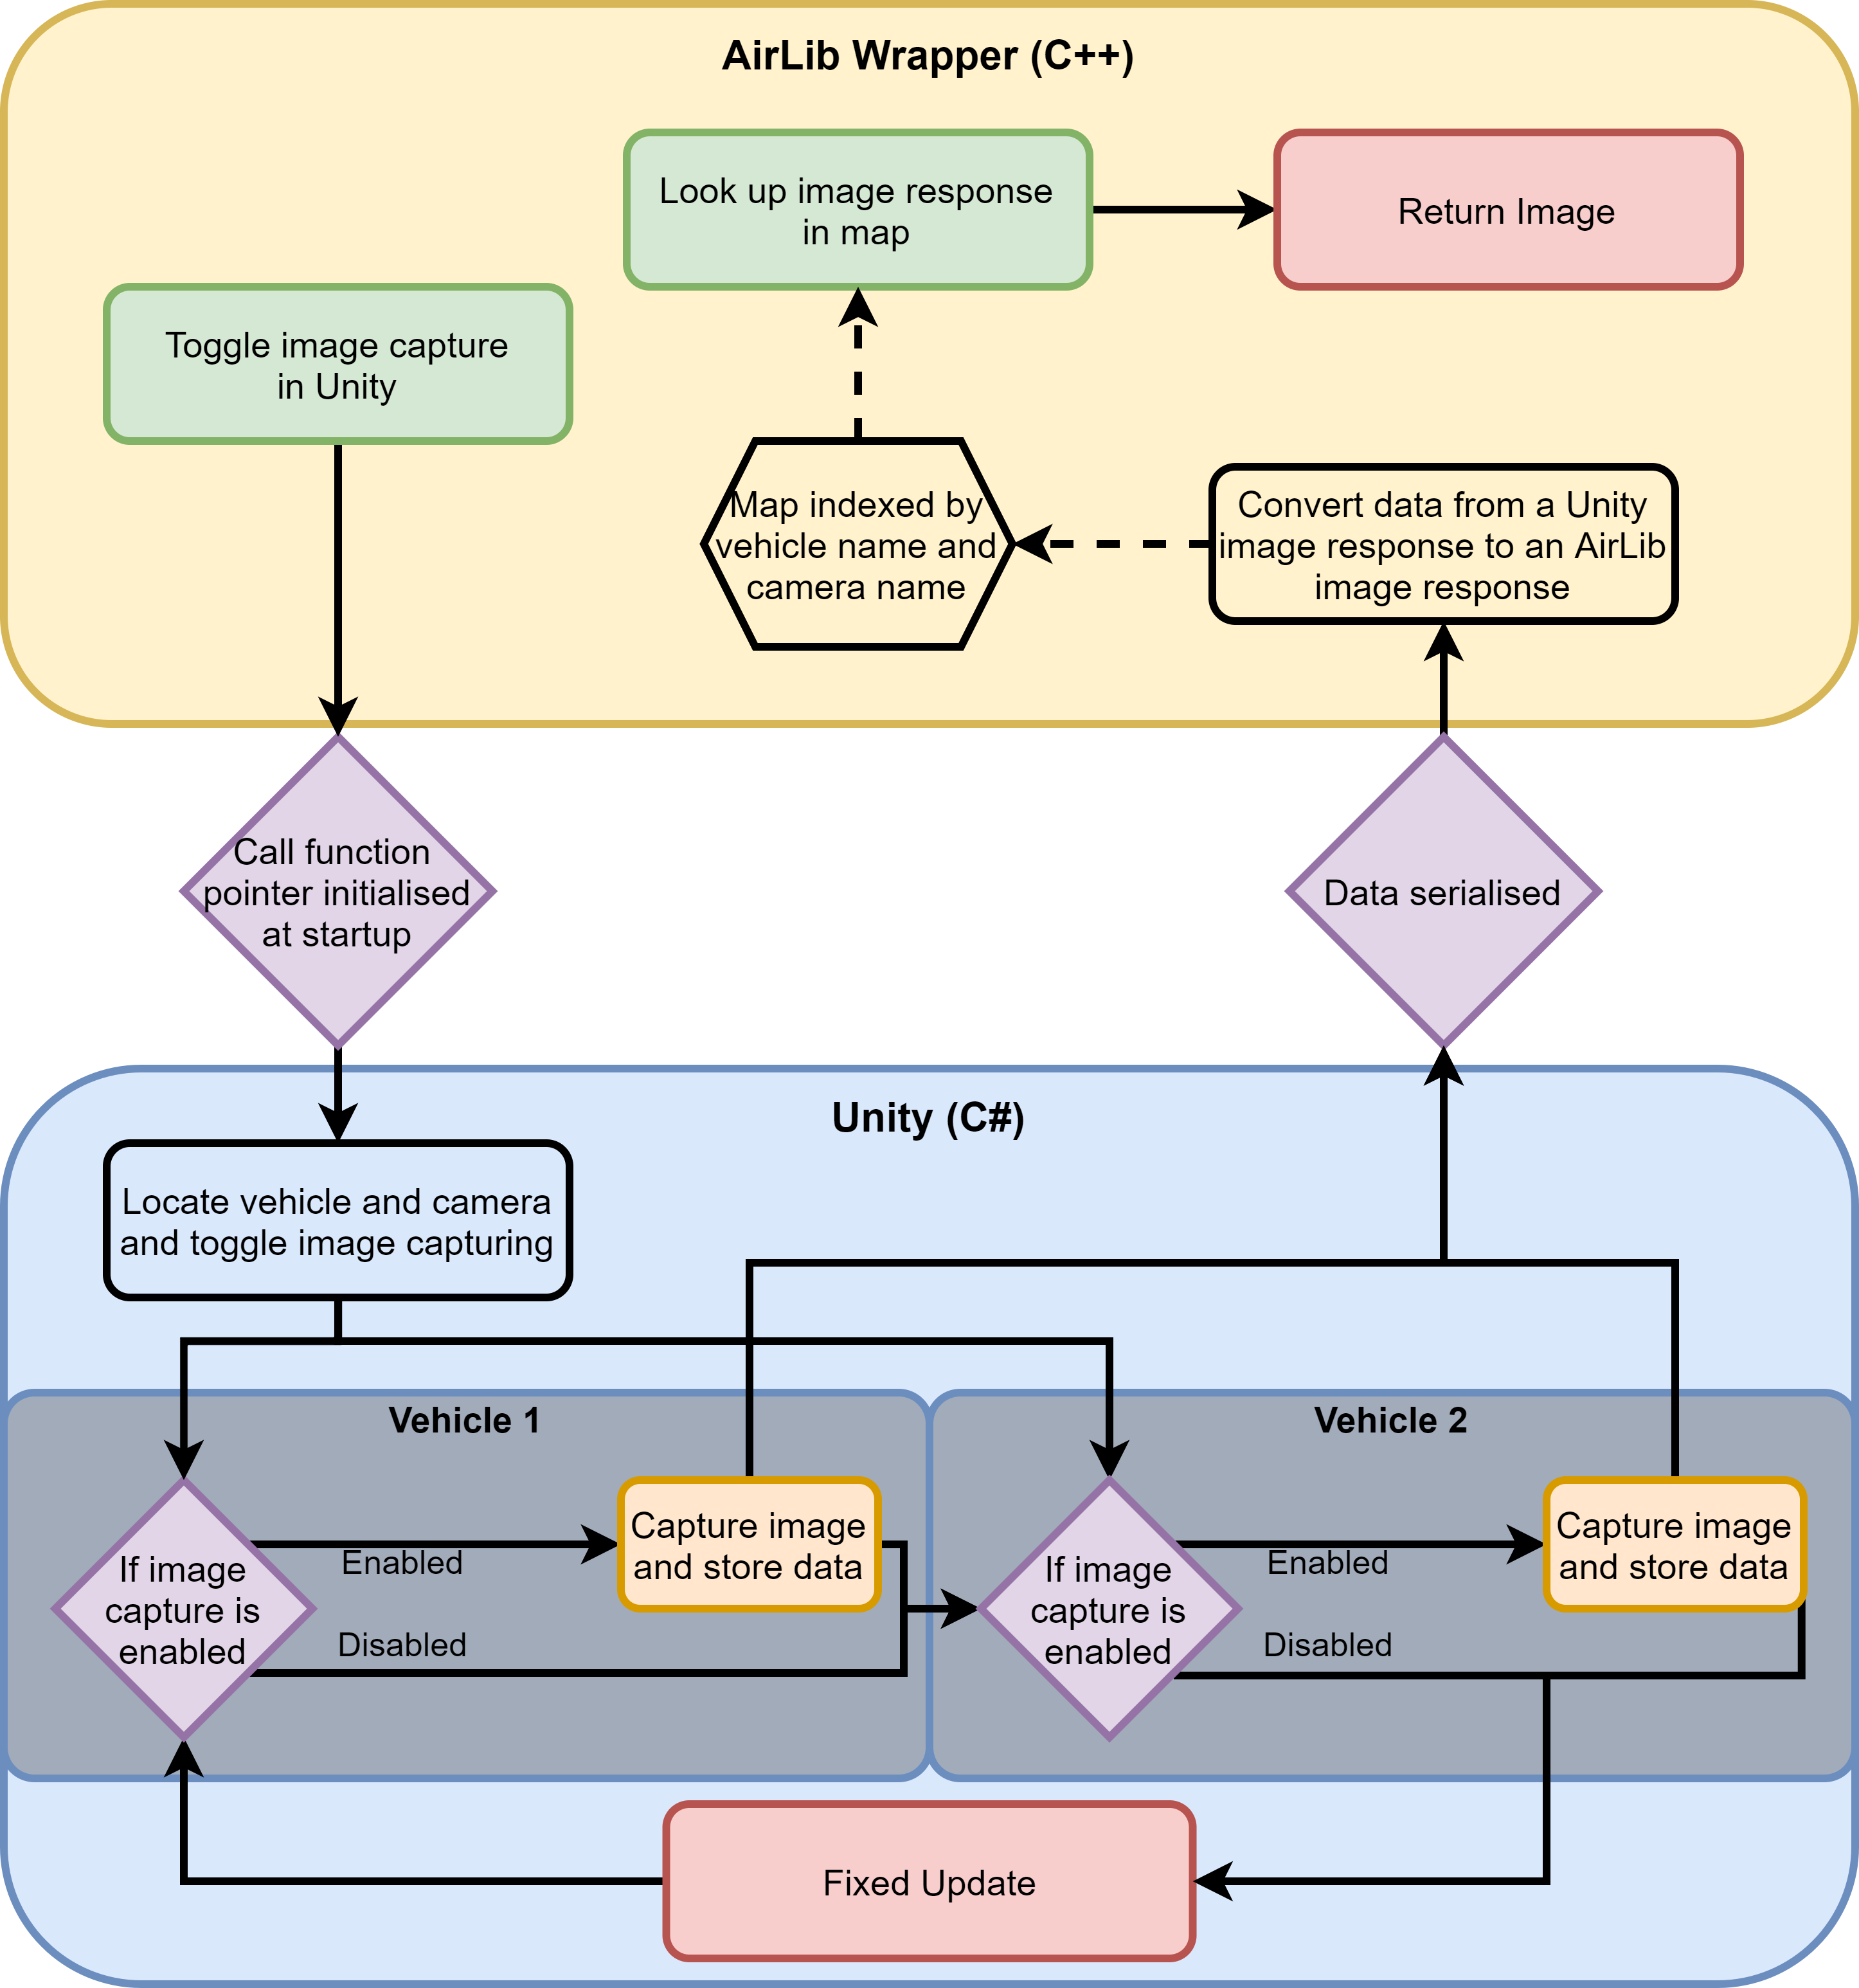 AirLib Wrapper (C++)
Look up image response
in map
Return Image
Toggle image capture
in Unity
Map indexed by
vehicle name and
camera name
Convert data from a Unity
image response to an AirLib
image response
Call function
pointer initialised
at startup
Data serialised
Unity (C#)
Locate vehicle and camera
and toggle image capturing
Vehicle 1
If image
capture is
enabled
Enabled
Disabled
Capture image
and store data
Vehicle 2
If image
capture is
enabled
Enabled
Disabled
Capture image
and store data
Fixed Update